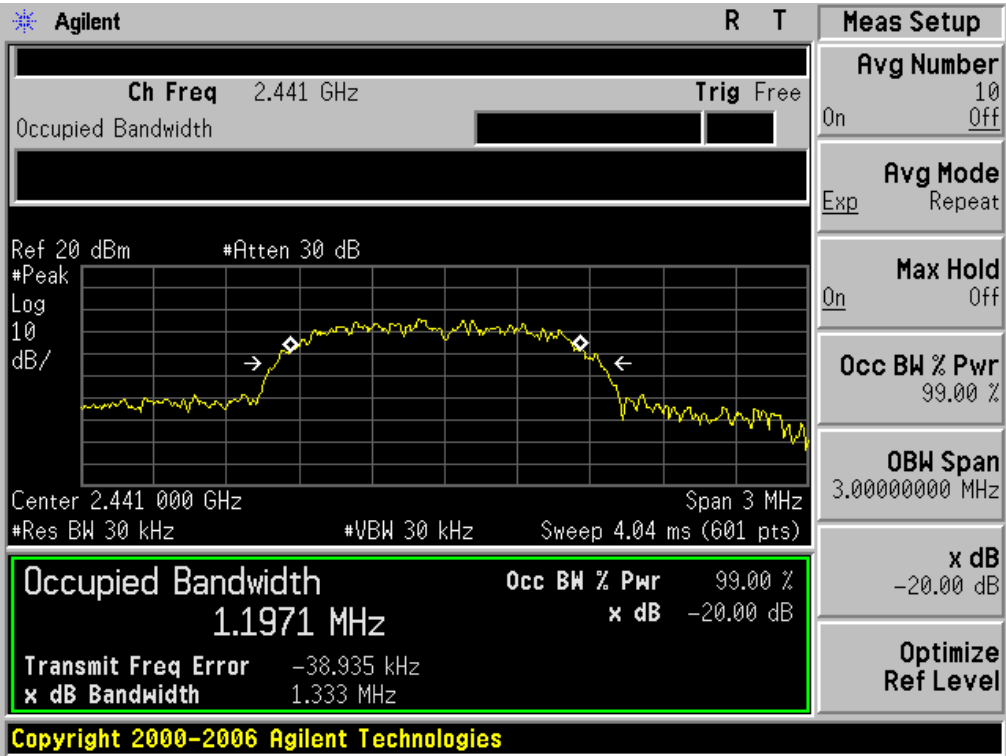 Agilent R T
Ch Freq 2.441 GHz Trig Free
Occupied Bandwidth
Ref 20 dBm #Atten 30 dB
#Peak
Log
10
dB/
Center 2.441 000 GHz Span 3 MHz
#Res BW 30 kHz #VBW 30 kHz Sweep 4.04 ms (601 pts)
Occupied Bandwidth
1.1971 MHz
Occ BW % Pwr 99.00 %
x dB -20.00 dB
Transmit Freq Error -38.935 kHz
x dB Bandwidth 1.333 MHz
Copyright 2000-2006 Agilent Technologies
Meas Setup
Avg Number
10
On Off
Avg Mode
Exp Repeat
Max Hold
On Off
Occ BW % Pwr
99.00 %
OBW Span
3.00000000 MHz
x dB
-20.00 dB
Optimize
Ref Level